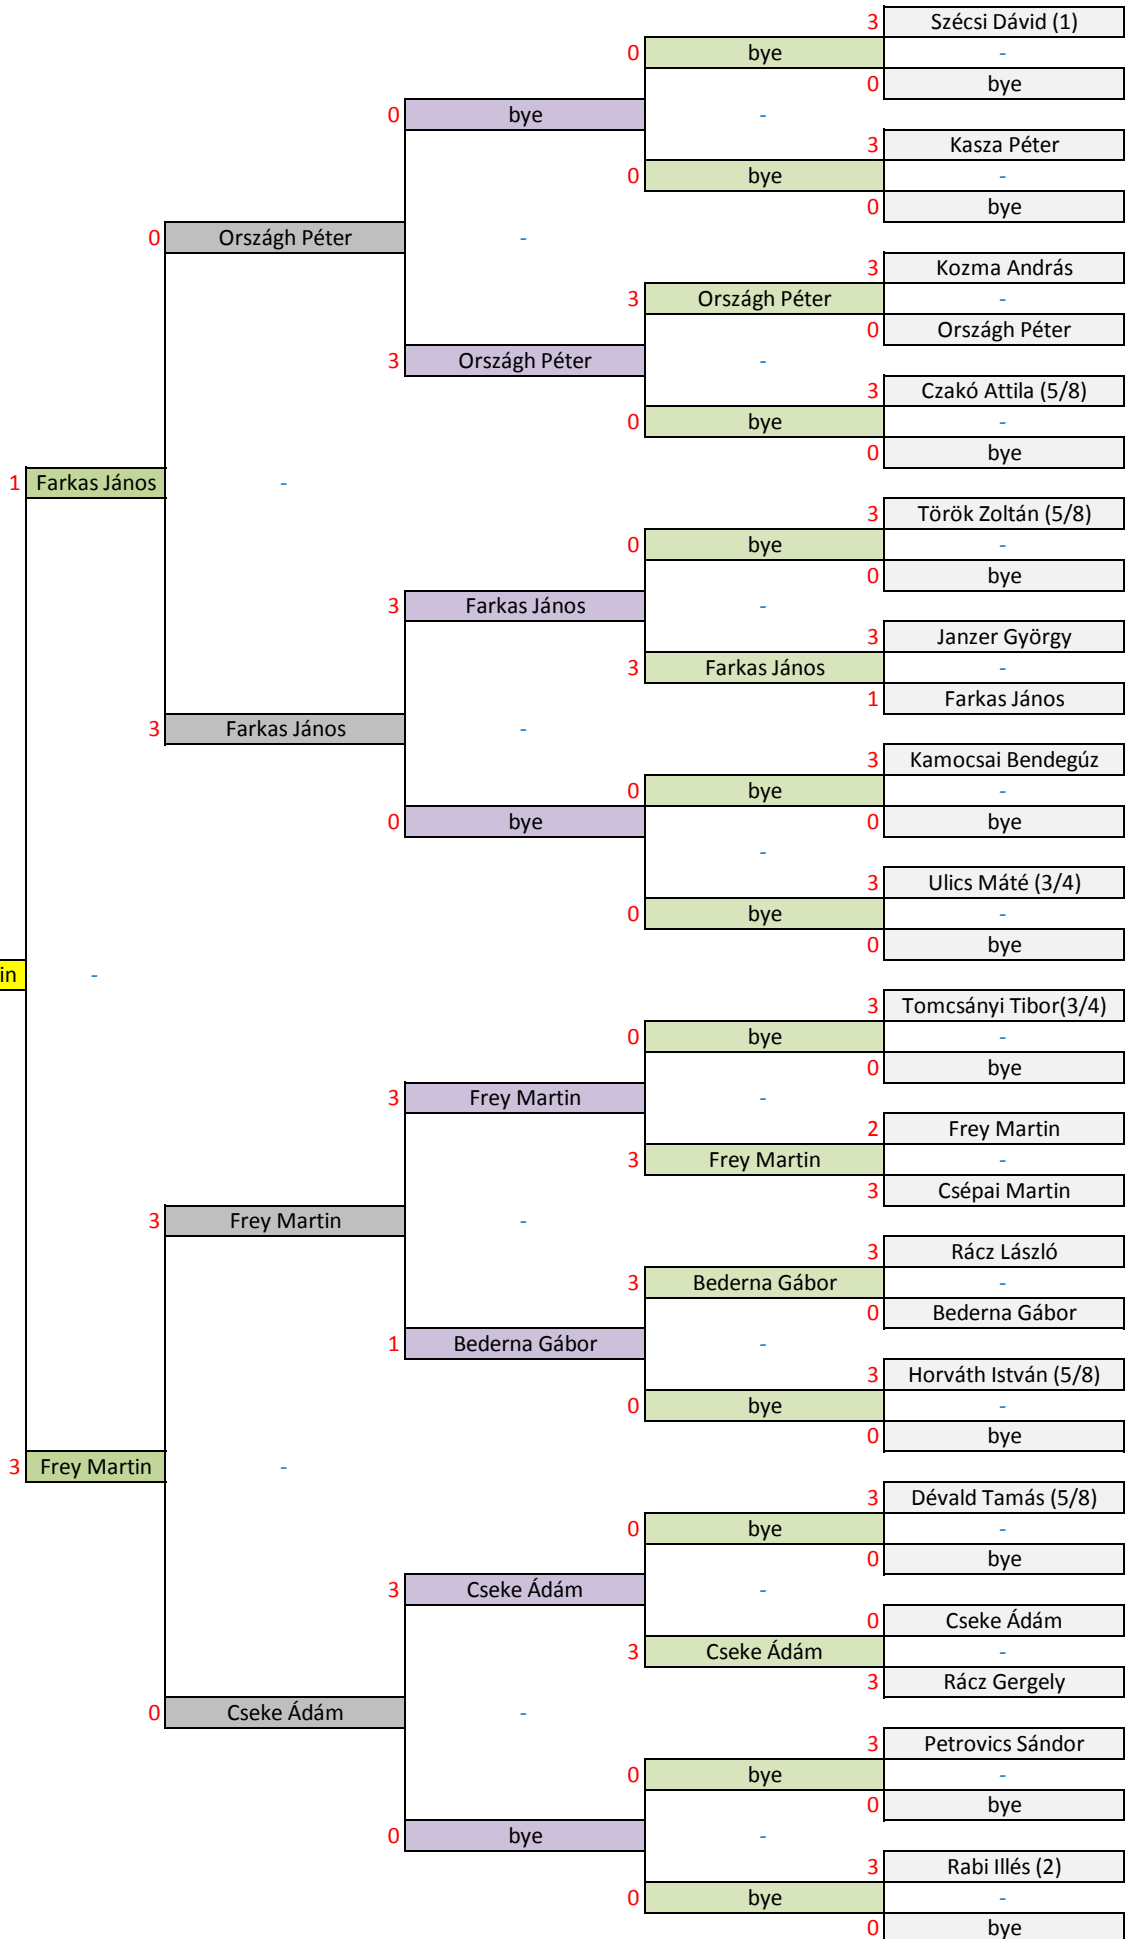 3 Szécsi Dávid (1)
0 bye -
0 bye
0 bye -
3 Kasza Péter
0 bye -
0 bye
0 Országh Péter -
3 Kozma András
3 Országh Péter -
0 Országh Péter
3 Országh Péter -
3 Czakó Attila (5/8)
0 bye -
0 bye
1 Farkas János -
3 Török Zoltán (5/8)
0 bye -
0 bye
3 Farkas János -
3 Janzer György
3 Farkas János -
1 Farkas János
3 Farkas János -
3 Kamocsai Bendegúz
0 bye -
0 bye 0 bye
-
3 Ulics Máté (3/4)
0 bye -
0 bye
in -
3 Tomcsányi Tibor(3/4)
0 bye -
0 bye
3 Frey Martin -
2 Frey Martin
3 Frey Martin -
3 Csépai Martin
3 Frey Martin -
3 Rácz László
3 Bederna Gábor -
0 Bederna Gábor
1 Bederna Gábor -
3 Horváth István (5/8)
0 bye -
0 bye
3 Frey Martin -
3 Dévald Tamás (5/8)
0 bye -
0 bye
3 Cseke Ádám -
0 Cseke Ádám
3 Cseke Ádám -
3 Rácz Gergely
0 Cseke Ádám -
3 Petrovics Sándor
0 bye -
0 bye
0 bye -
3 Rabi Illés (2)
0 bye -
0 bye